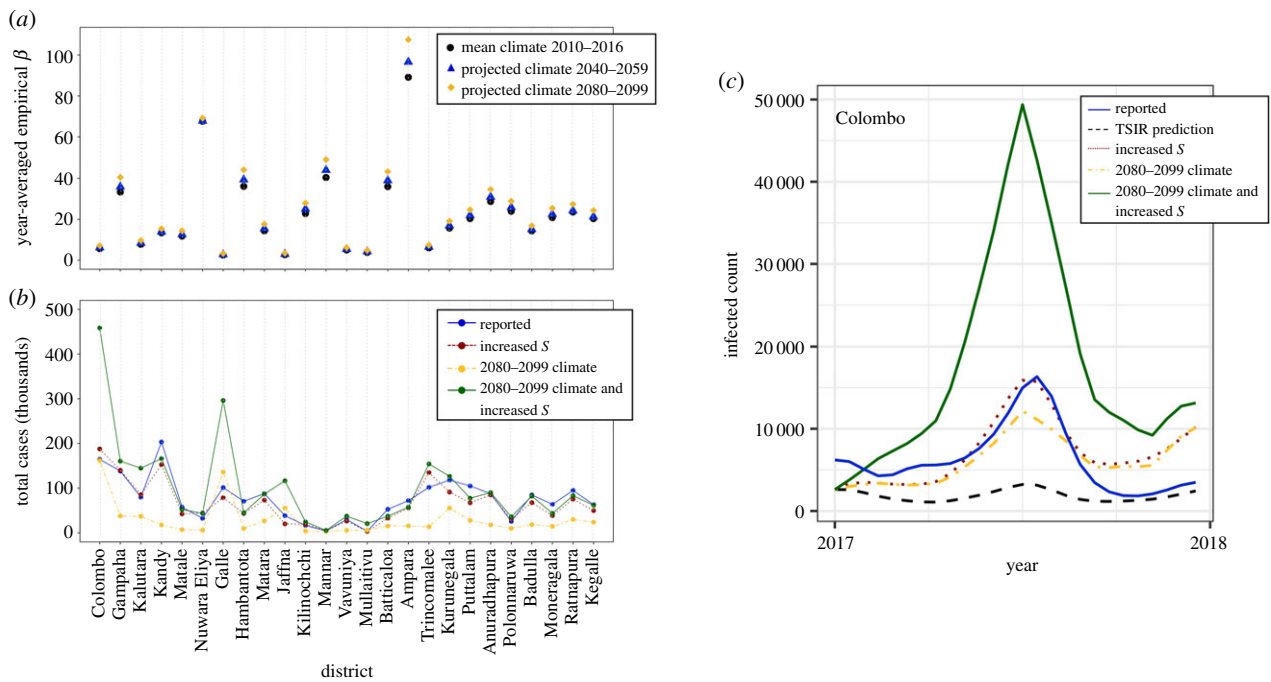 (a)
year-averaged empirical β
100
80
60
40
20
0
mean climate 2010–2016
projected climate 2040–2059
projected climate 2080–2099
(b)
total cases (thousands)
500
400
300
200
100
0
reported
increased S
2080–2099 climate
2080–2099 climate and
increased S
Colombo
Gampaha
Kalutara
Kandy
Matale
Nuwara Eliya
Galle
Hambantota
Matara
Jaffna
Kilinochchi
Mannar
Vavuniya
Mullaitivu
Batticaloa
Ampara
Trincomalee
Kurunegala
Puttalam
Anuradhapura
Polonnaruwa
Badulla
Moneragala
Ratnapura
Kegalle
district
(c)
infected count
50 000
40 000
30 000
20 000
10 000
0
Colombo
reported
TSIR prediction
increased S
2080–2099 climate
2080–2099 climate and
increased S
2017
2018
year